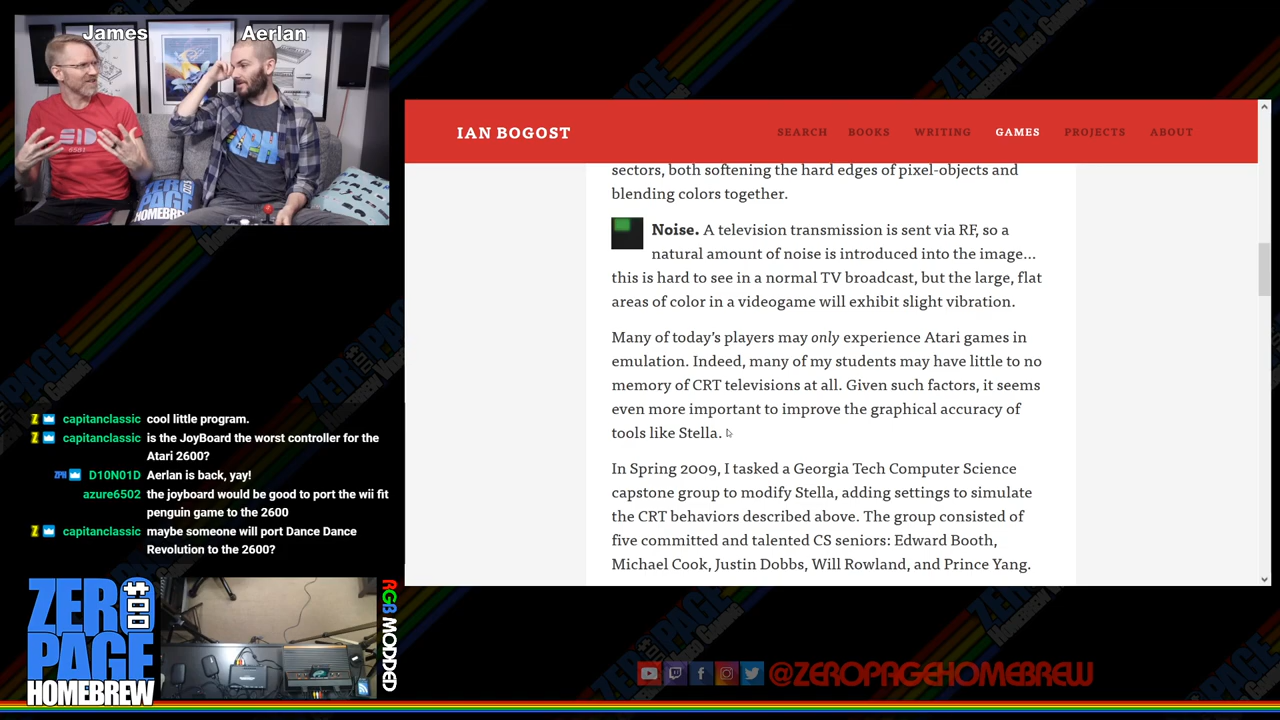 James
Aerlan
SID
6581
ZPH
ZERO
PAGE
HOMEBREW
IAN BOGOST
SEARCH BOOKS WRITING GAMES PROJECTS ABOUT
sectors, both softening the hard edges of pixel-objects and
blending colors together.
Noise. A television transmission is sent via RF, so a
natural amount of noise is introduced into the image…
this is hard to see in a normal TV broadcast, but the large, flat
areas of color in a videogame will exhibit slight vibration.
Many of today's players may only experience Atari games in
emulation. Indeed, many of my students may have little to no
memory of CRT televisions at all. Given such factors, it seems
even more important to improve the graphical accuracy of
tools like Stella.
In Spring 2009, I tasked a Georgia Tech Computer Science
capstone group to modify Stella, adding settings to simulate
the CRT behaviors described above. The group consisted of
five committed and talented CS seniors: Edward Booth,
Michael Cook, Justin Dobbs, Will Rowland, and Prince Yang.
Z capitanclassic cool little program.
Z capitanclassic is the JoyBoard the worst controller for the
Atari 2600?
ZPH D10N01D Aerlan is back, yay!
azure6502 the joyboard would be good to port the wii fit
penguin game to the 2600
Z capitanclassic maybe someone will port Dance Dance
Revolution to the 2600?
ZERO
$00
PAGE
HOMEBREW
RGB MODDED
@ZEROPAGEHOMEBREW